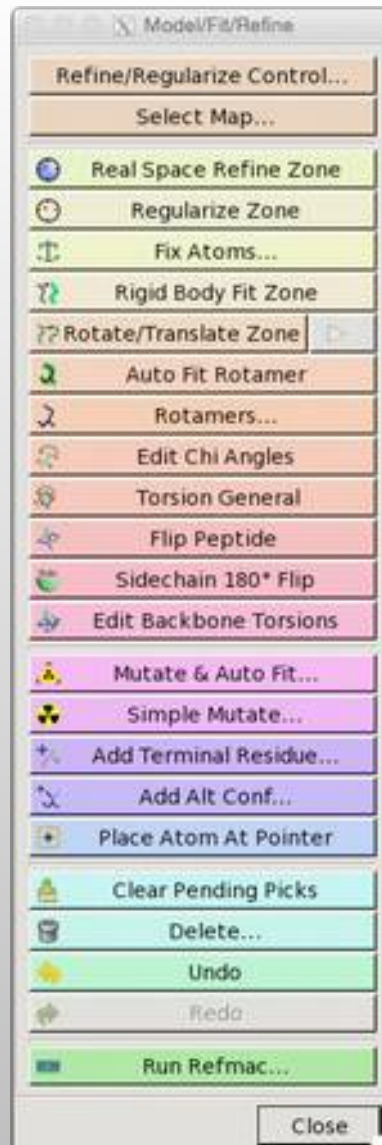 Model/Fit/Refine
Refine/Regularize Control...
Select Map...
Real Space Refine Zone
Regularize Zone
Fix Atoms...
Rigid Body Fit Zone
Rotate/Translate Zone
Auto Fit Rotamer
Rotamers...
Edit Chi Angles
Torsion General
Flip Peptide
Sidechain 180° Flip
Edit Backbone Torsions
Mutate & Auto Fit...
Simple Mutate...
Add Terminal Residue...
Add Alt Conf...
Place Atom At Pointer
Clear Pending Picks
Delete...
Undo
Redo
Run Refmac...
Close